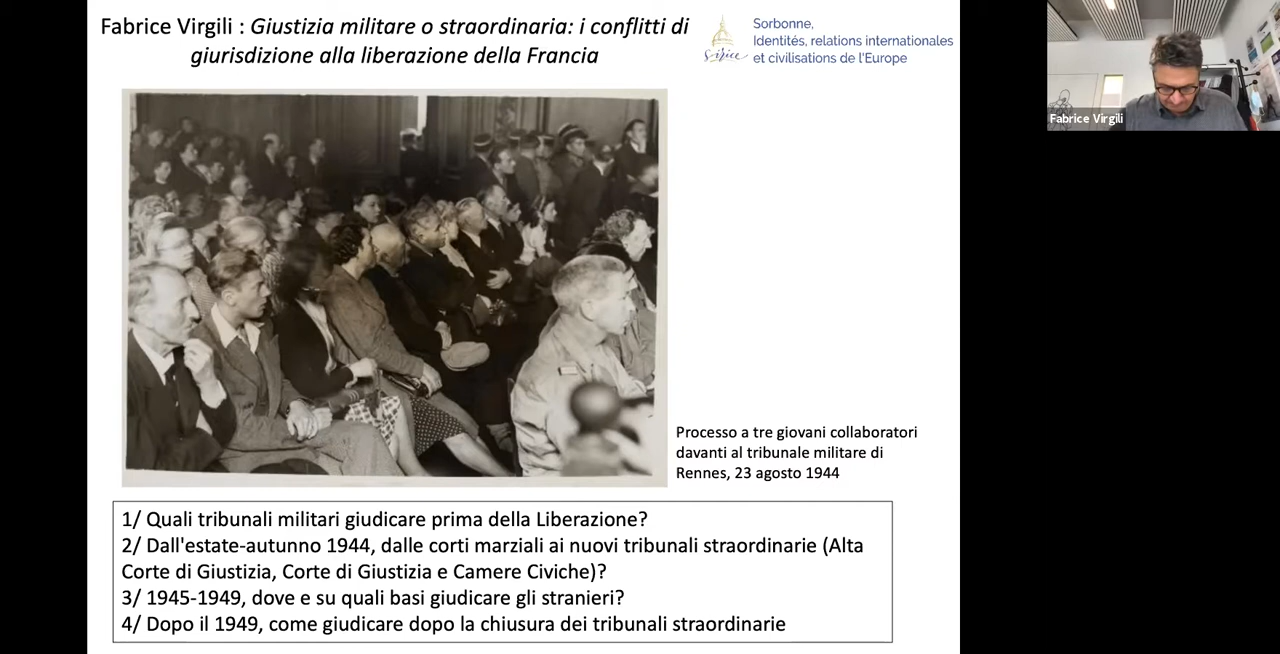 Fabrice Virgili : Giustizia militare o straordinaria: i conflitti di
giurisdizione alla liberazione della Francia
Sirice
Sorbonne,
Identités, relations internationales
et civilisations de l'Europe
Fabrice Virgili
Processo a tre giovani collaboratori
davanti al tribunale militare di
Rennes, 23 agosto 1944
1/ Quali tribunali militari giudicare prima della Liberazione?
2/ Dall'estate-autunno 1944, dalle corti marziali ai nuovi tribunali straordinarie (Alta
Corte di Giustizia, Corte di Giustizia e Camere Civiche)?
3/ 1945-1949, dove e su quali basi giudicare gli stranieri?
4/ Dopo il 1949, come giudicare dopo la chiusura dei tribunali straordinarie